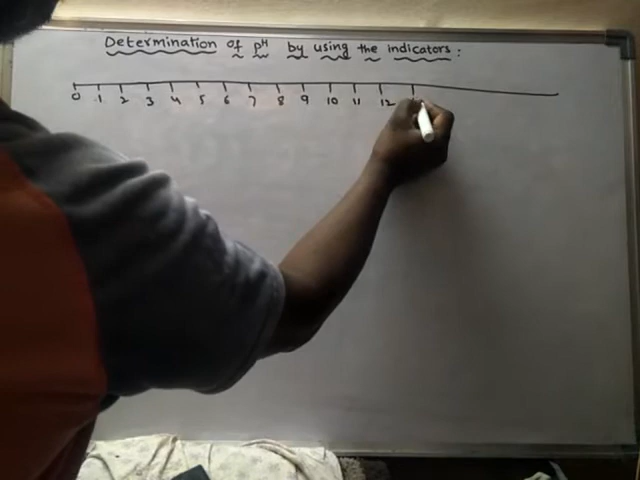 Determination of pH by using the indicators :
0 1 2 3 4 5 6 7 8 9 10 11 12